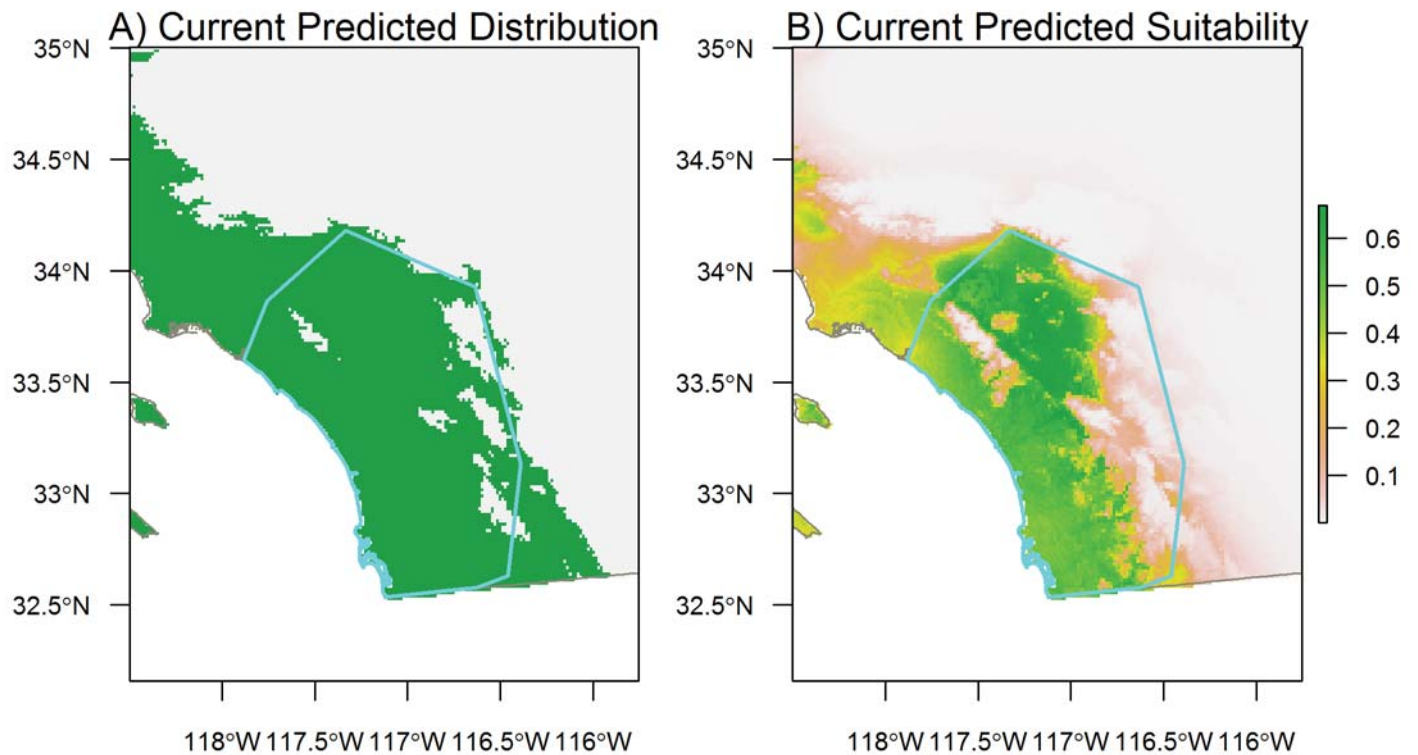 A) Current Predicted Distribution
35°N
34.5°N
34°N
33.5°N
33°N
32.5°N
118°W 117.5°W 117°W 116.5°W 116°W
B) Current Predicted Suitability
35°N
34.5°N
34°N
33.5°N
33°N
32.5°N
118°W 117.5°W 117°W 116.5°W 116°W
0.6
0.5
0.4
0.3
0.2
0.1